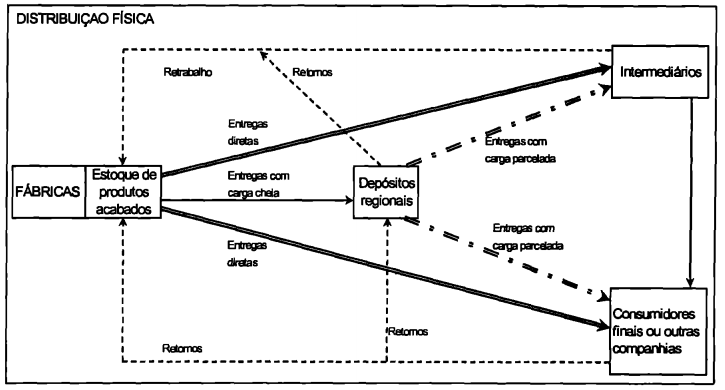 DISTRIBUIÇAO FÍSICA
Retrabalho
Retornos
Intermediários
Entregas
diretas
Entregas com
carga parcelada
FÁBRICAS
Estoque de
produtos
acabados
Entregas com
carga cheia
Depósitos
regionais
Entregas
diretas
Entregas com
carga parcelada
Consumidores
finais ou outras
companhias
Retornos
Retornos